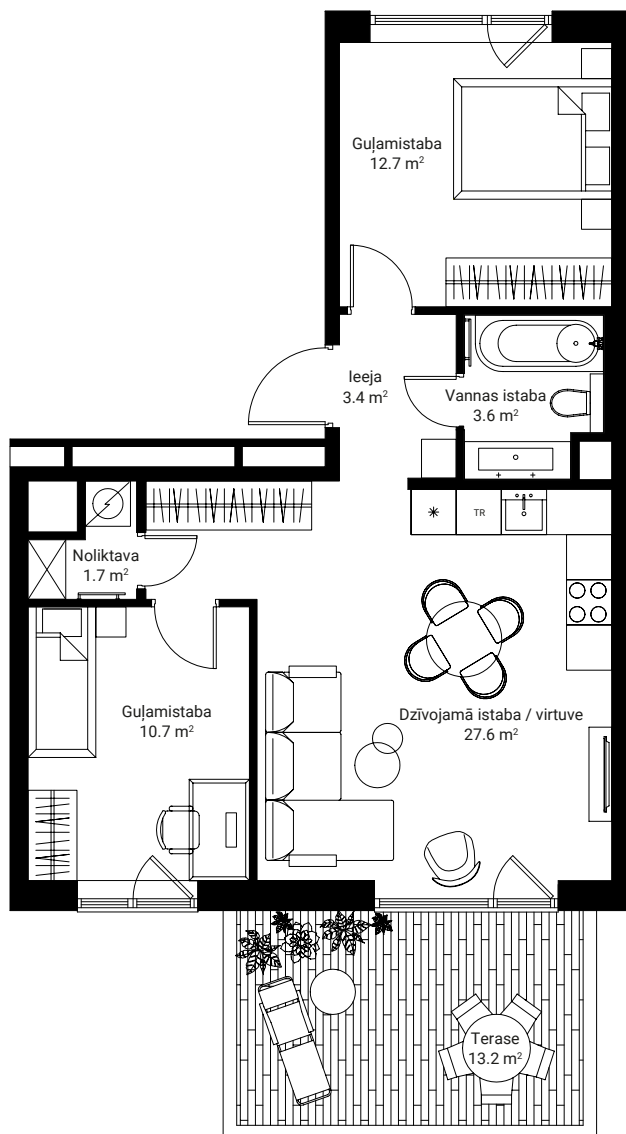 Guļamistaba
12.7 m²
Ieeja
3.4 m²
Vannas istaba
3.6 m²
TR
Noliktava
1.7 m²
Guļamistaba
10.7 m²
Dzīvojamā istaba / virtuve
27.6 m²
Terase
13.2 m²